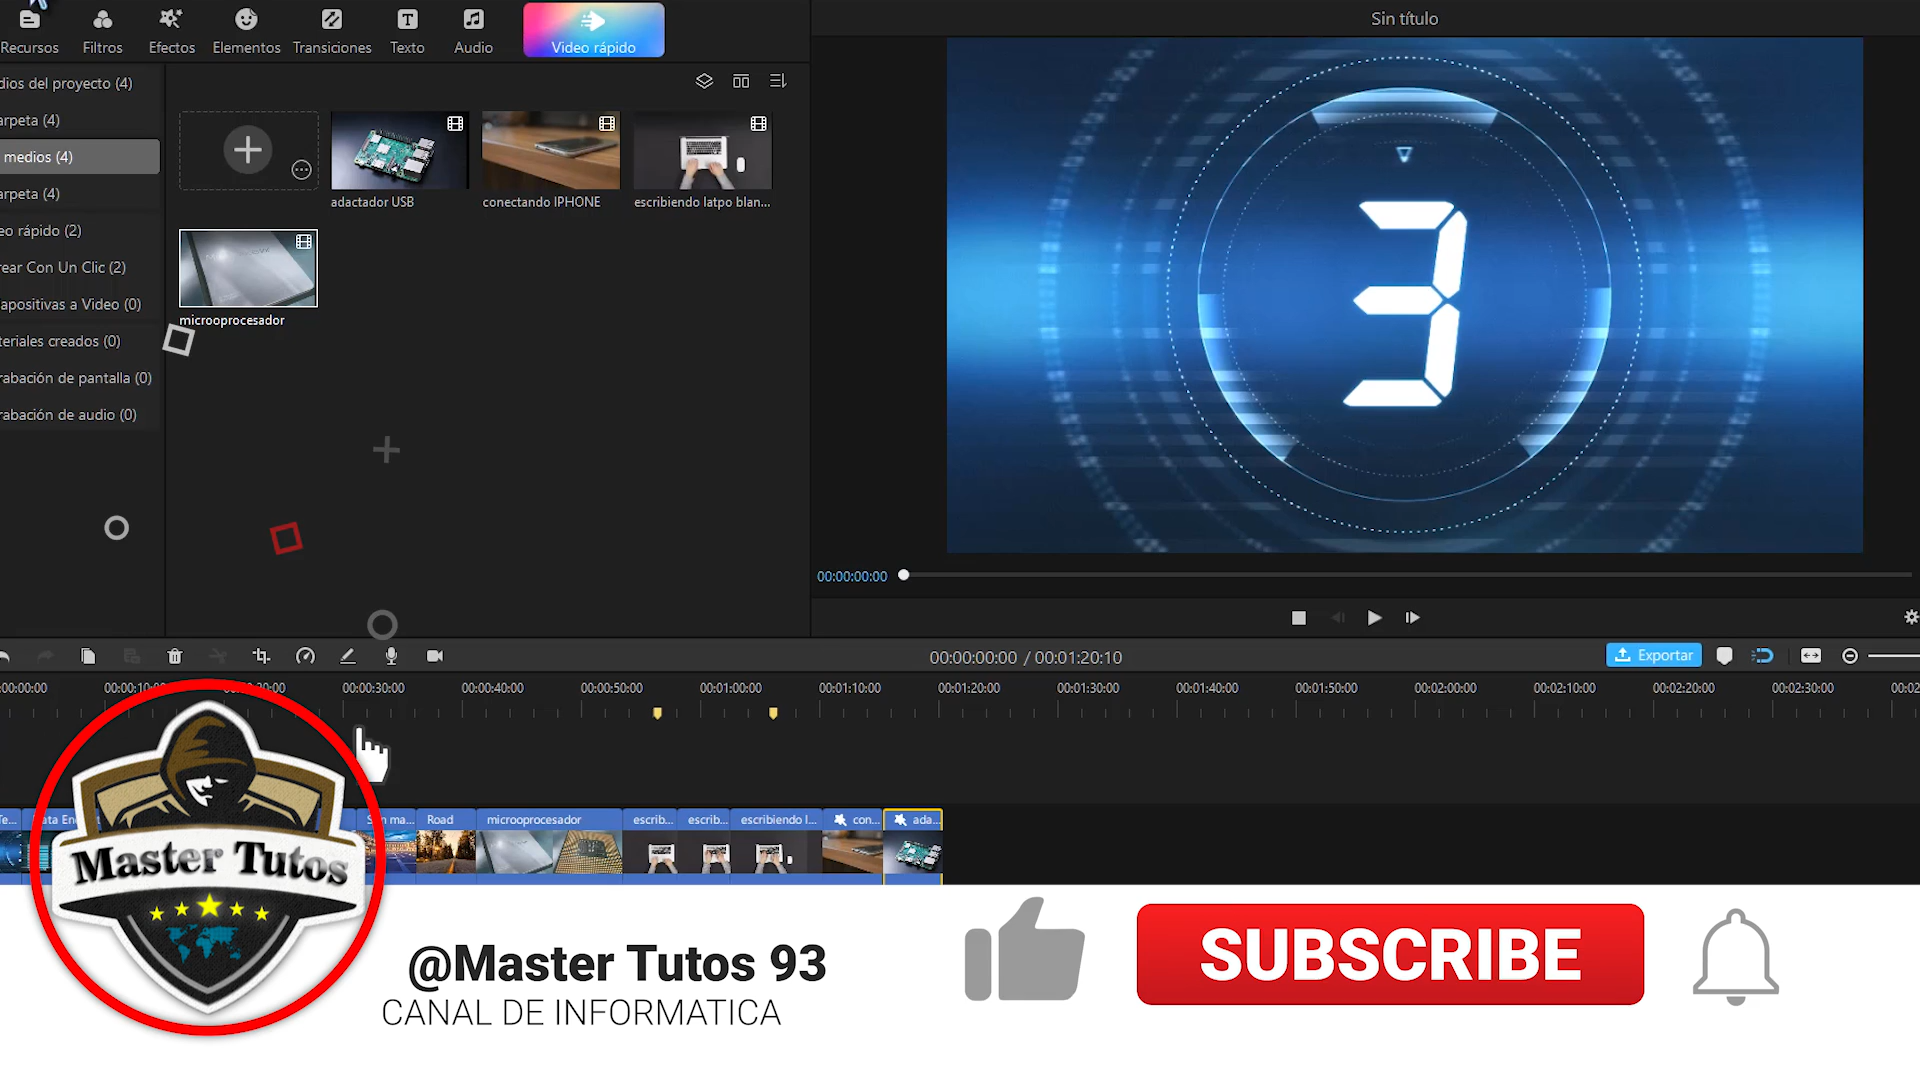 Recursos
Filtros
Efectos
Elementos
Transiciones
Texto
Audio
Video rápido
Sin título
dios del proyecto (4)
arpeta (4)
medios (4)
arpeta (4)
eo rápido (2)
rear Con Un Clic (2)
apositivas a Video (0)
teriales creados (0)
rabación de pantalla (0)
rabación de audio (0)
adactador USB
conectando IPHONE
escribiendo latpo blan...
microoprocesador
3
00:00:00:00
00:00:00:00 / 00:01:20:10
Exportar
:00:00:00
00:00:30:00
00:00:40:00
00:00:50:00
00:01:00:00
00:01:10:00
00:01:20:00
00:01:30:00
00:01:40:00
00:01:50:00
00:02:00:00
00:02:10:00
00:02:20:00
00:02:30:00
Road
microoprocesador
escrib...
escrib...
escribiendo l...
con...
ada...
Master Tutos
@Master Tutos 93
CANAL DE INFORMATICA
SUBSCRIBE